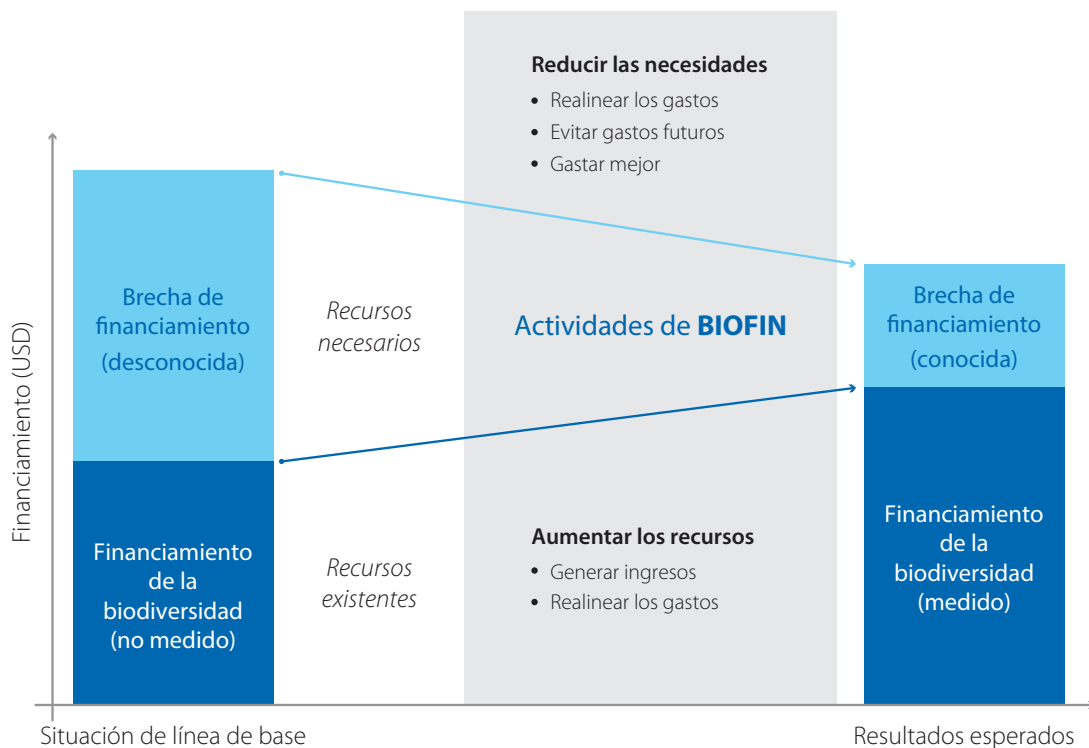 Financiamiento (USD)
Brecha de
financiamiento
(desconocida)
Financiamiento
de la
biodiversidad
(no medido)
Recursos
necesarios
Recursos
existentes
Reducir las necesidades
• Realinear los gastos
• Evitar gastos futuros
• Gastar mejor
Actividades de BIOFIN
Aumentar los recursos
• Generar ingresos
• Realinear los gastos
Brecha de
financiamiento
(conocida)
Financiamiento
de la
biodiversidad
(medido)
Situación de línea de base
Resultados esperados